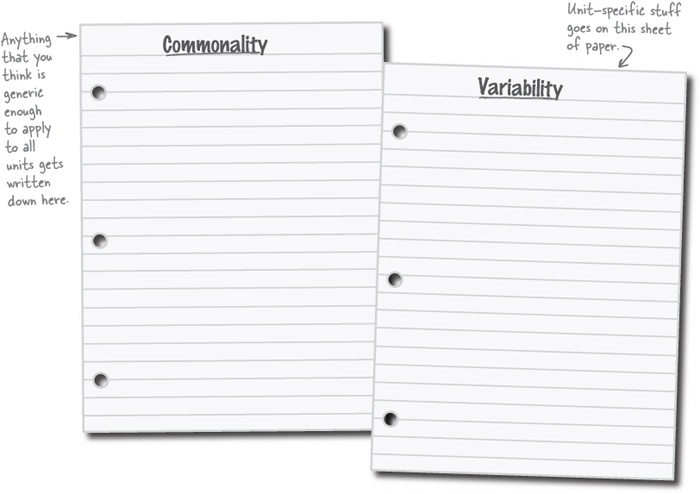 Anything
that you
think is
generic
enough
to apply
to all
units gets
written
down here.
Commonality
Unit-specific stuff
goes on this sheet
of paper.
Variability